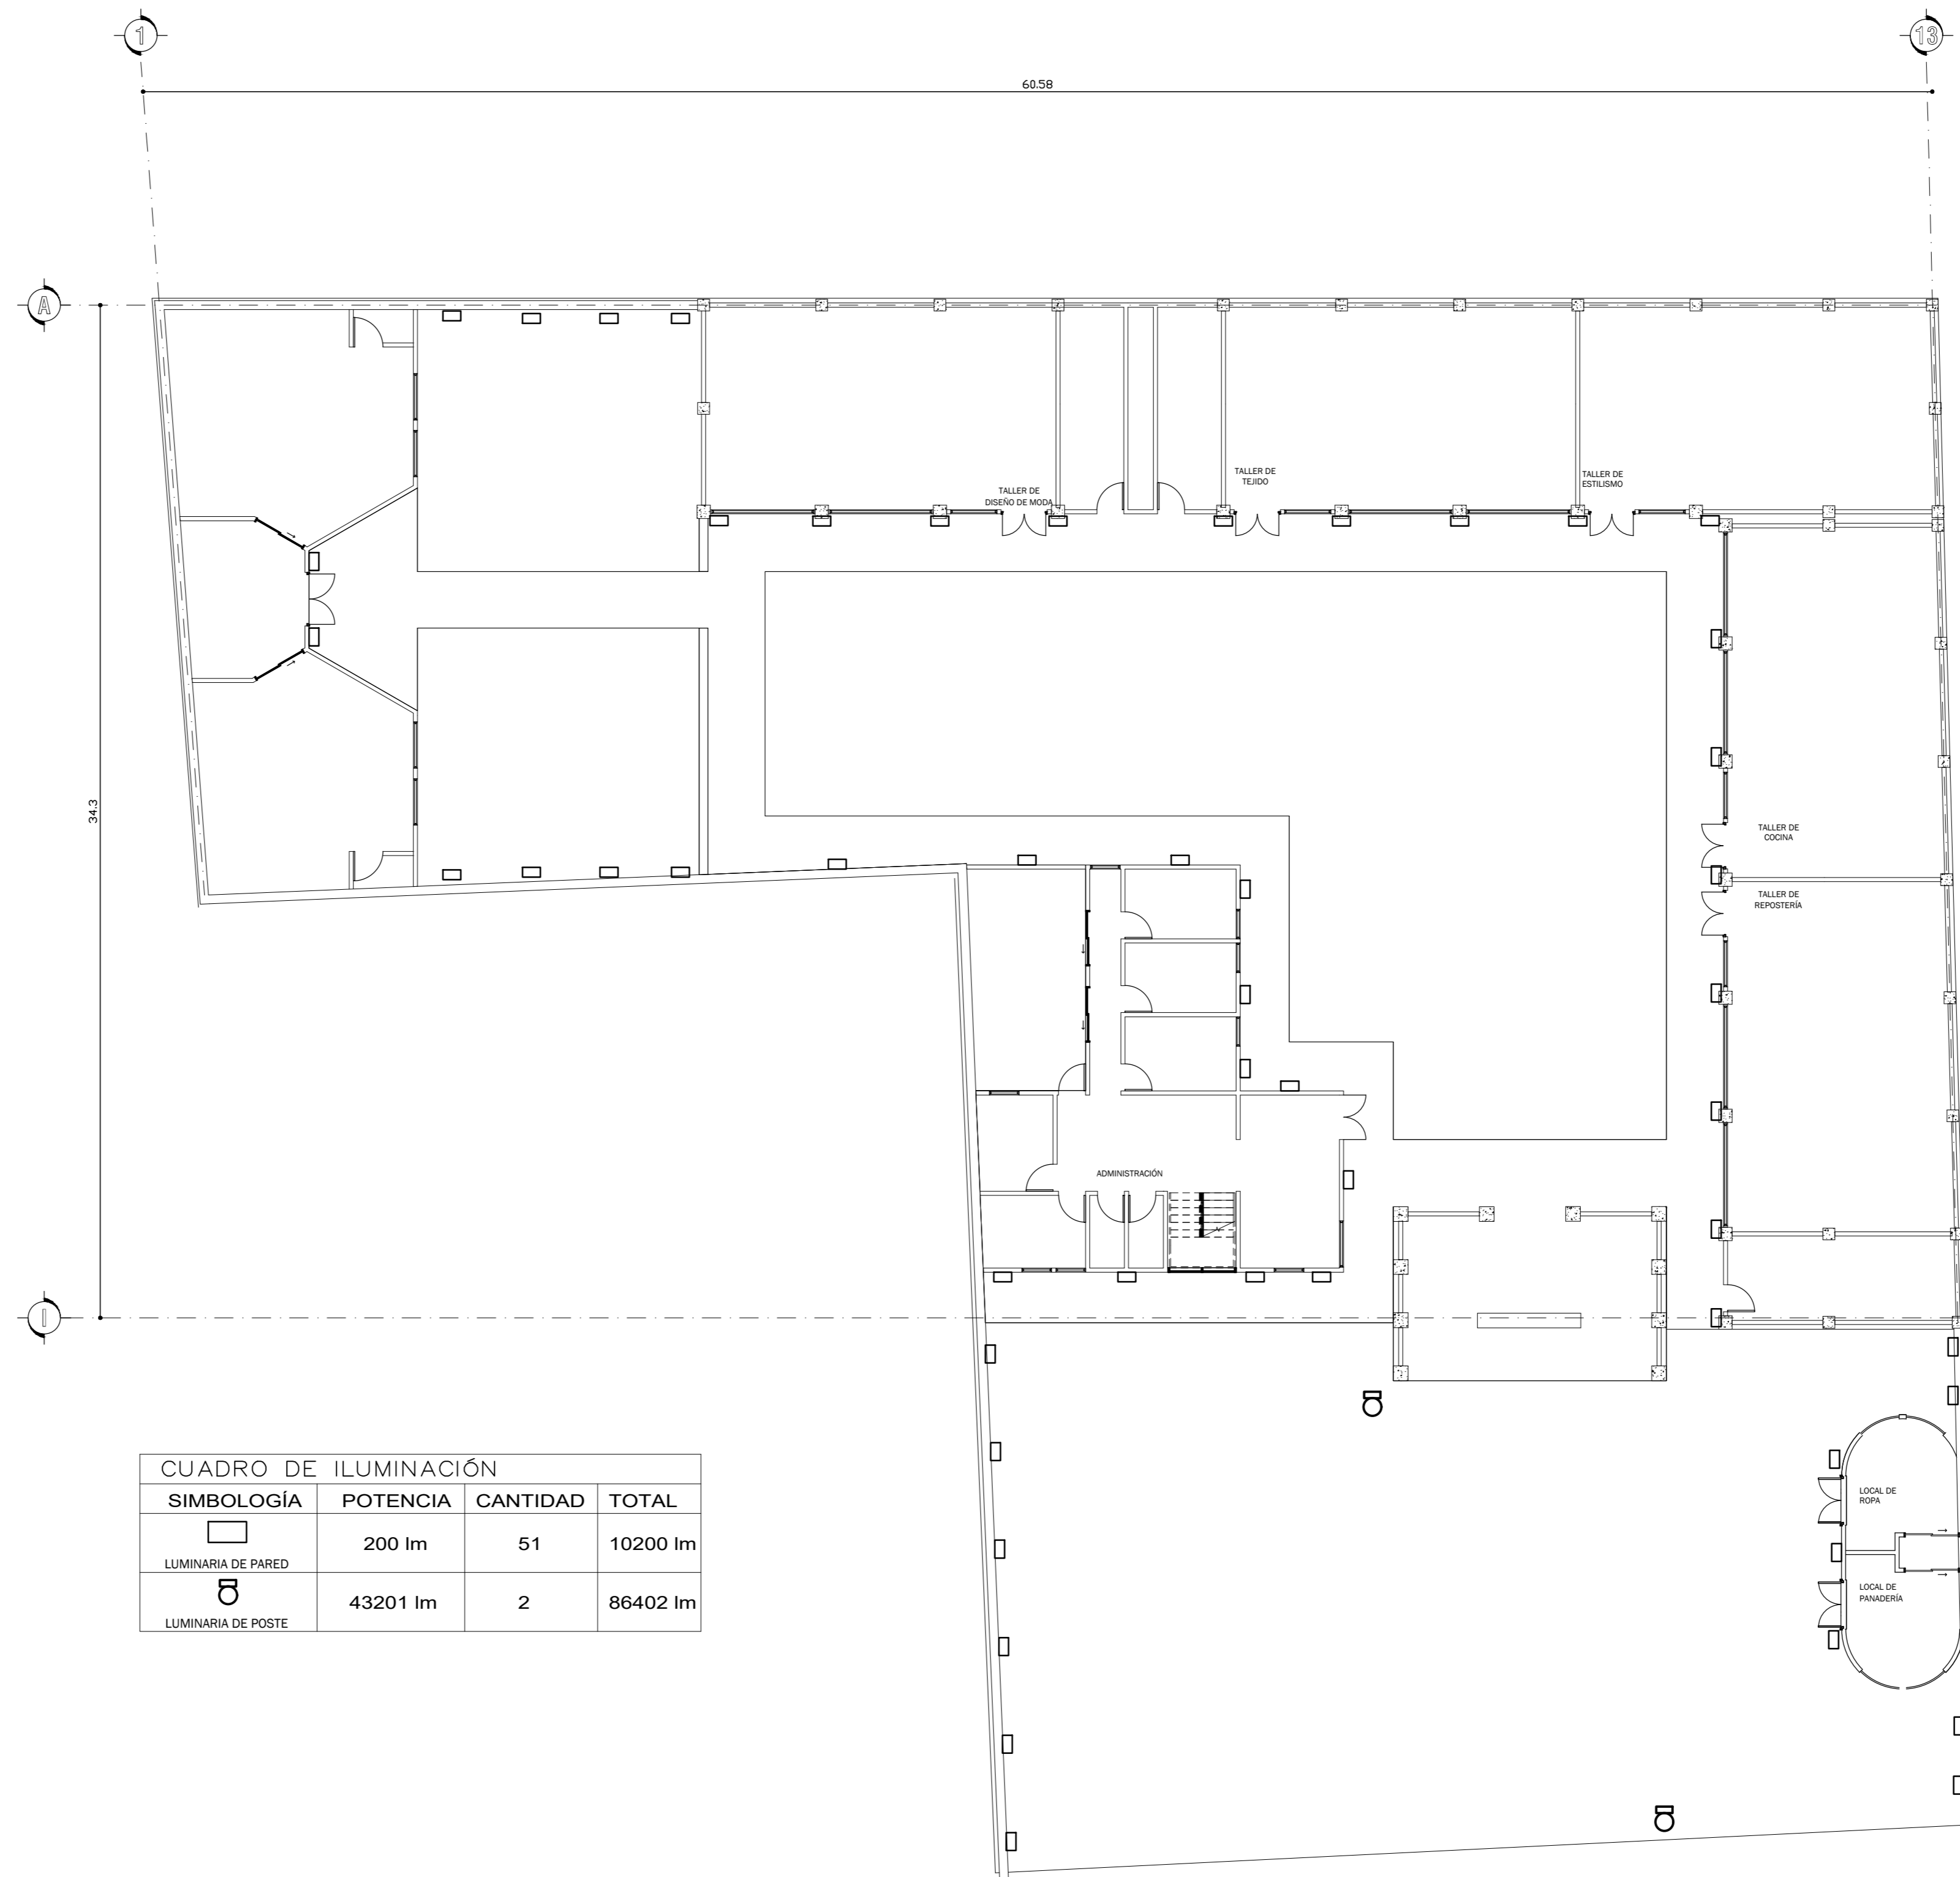 1
13
60.58
A
TALLER DE
TEJIDO
TALLER DE
ESTILISMO
TALLER DE
DISEÑO DE MODA
34.3
TALLER DE
COCINA
TALLER DE
REPOSTERÍA
ADMINISTRACIÓN
I
CUADRO DE ILUMINACIÓN
SIMBOLOGÍA POTENCIA CANTIDAD TOTAL
200 lm 51 10200 lm
LUMINARIA DE PARED
43201 lm 2 86402 lm
LUMINARIA DE POSTE
LOCAL DE
ROPA
LOCAL DE
PANADERÍA